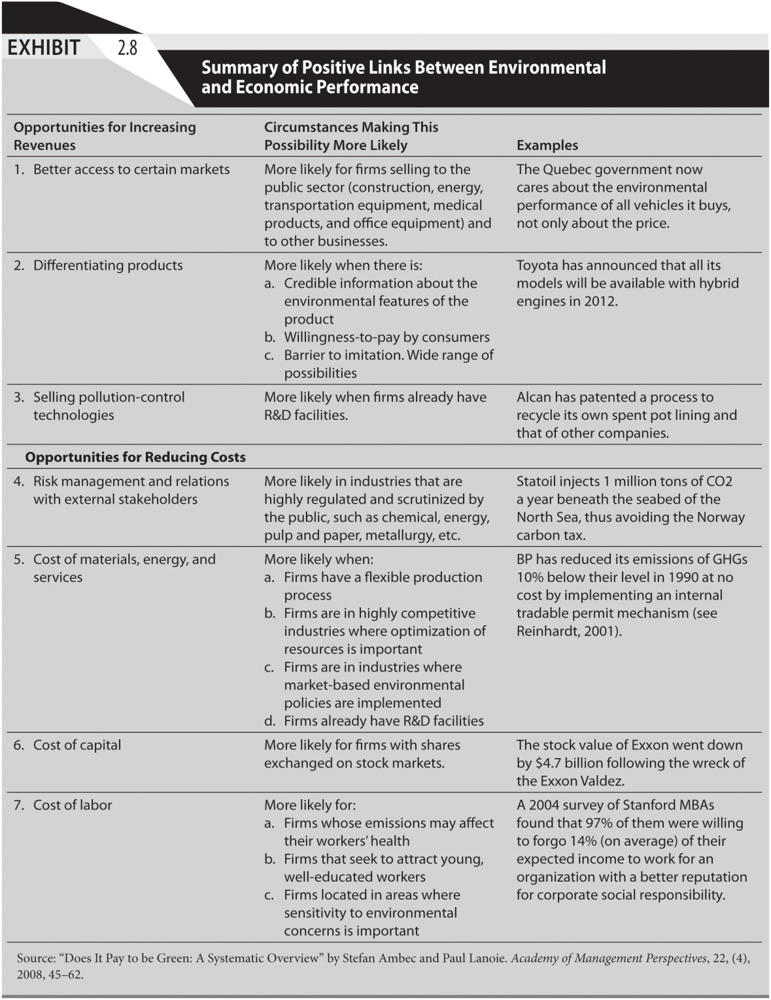 EXHIBIT 2.8
Summary of Positive Links Between Environmental
and Economic Performance
Opportunities for Increasing
Revenues
Circumstances Making This
Possibility More Likely
Examples
1. Better access to certain markets
More likely for firms selling to the
public sector (construction, energy,
transportation equipment, medical
products, and office equipment) and
to other businesses.
The Quebec government now
cares about the environmental
performance of all vehicles it buys,
not only about the price.
2. Differentiating products
More likely when there is:
a. Credible information about the
environmental features of the
product
b. Willingness-to-pay by consumers
c. Barrier to imitation. Wide range of
possibilities
Toyota has announced that all its
models will be available with hybrid
engines in 2012.
3. Selling pollution-control
technologies
More likely when firms already have
R&D facilities.
Alcan has patented a process to
recycle its own spent pot lining and
that of other companies.
Opportunities for Reducing Costs
4. Risk management and relations
with external stakeholders
More likely in industries that are
highly regulated and scrutinized by
the public, such as chemical, energy,
pulp and paper, metallurgy, etc.
Statoil injects 1 million tons of CO2
a year beneath the seabed of the
North Sea, thus avoiding the Norway
carbon tax.
5. Cost of materials, energy, and
services
More likely when:
a. Firms have a flexible production
process
b. Firms are in highly competitive
industries where optimization of
resources is important
c. Firms are in industries where
market-based environmental
policies are implemented
d. Firms already have R&D facilities
BP has reduced its emissions of GHGs
10% below their level in 1990 at no
cost by implementing an internal
tradable permit mechanism (see
Reinhardt, 2001).
6. Cost of capital
More likely for firms with shares
exchanged on stock markets.
The stock value of Exxon went down
by $4.7 billion following the wreck of
the Exxon Valdez.
7. Cost of labor
More likely for:
a. Firms whose emissions may affect
their workers' health
b. Firms that seek to attract young,
well-educated workers
c. Firms located in areas where
sensitivity to environmental
concerns is important
A 2004 survey of Stanford MBAs
found that 97% of them were willing
to forgo 14% (on average) of their
expected income to work for an
organization with a better reputation
for corporate social responsibility.
Source: “Does It Pay to be Green: A Systematic Overview” by Stefan Ambec and Paul Lanoie. Academy of Management Perspectives, 22, (4),
2008, 45–62.